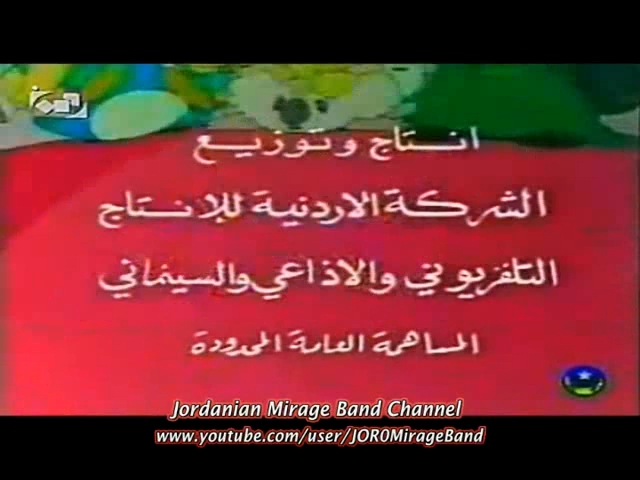 انتاج وتوزيع
الشركة الاردنية للإنتاج
التلفزيوني والاذاعي والسينمائي
المساهمة العامة المحدودة
Jordanian Mirage Band Channel
www.youtube.com/user/JOR0MirageBand